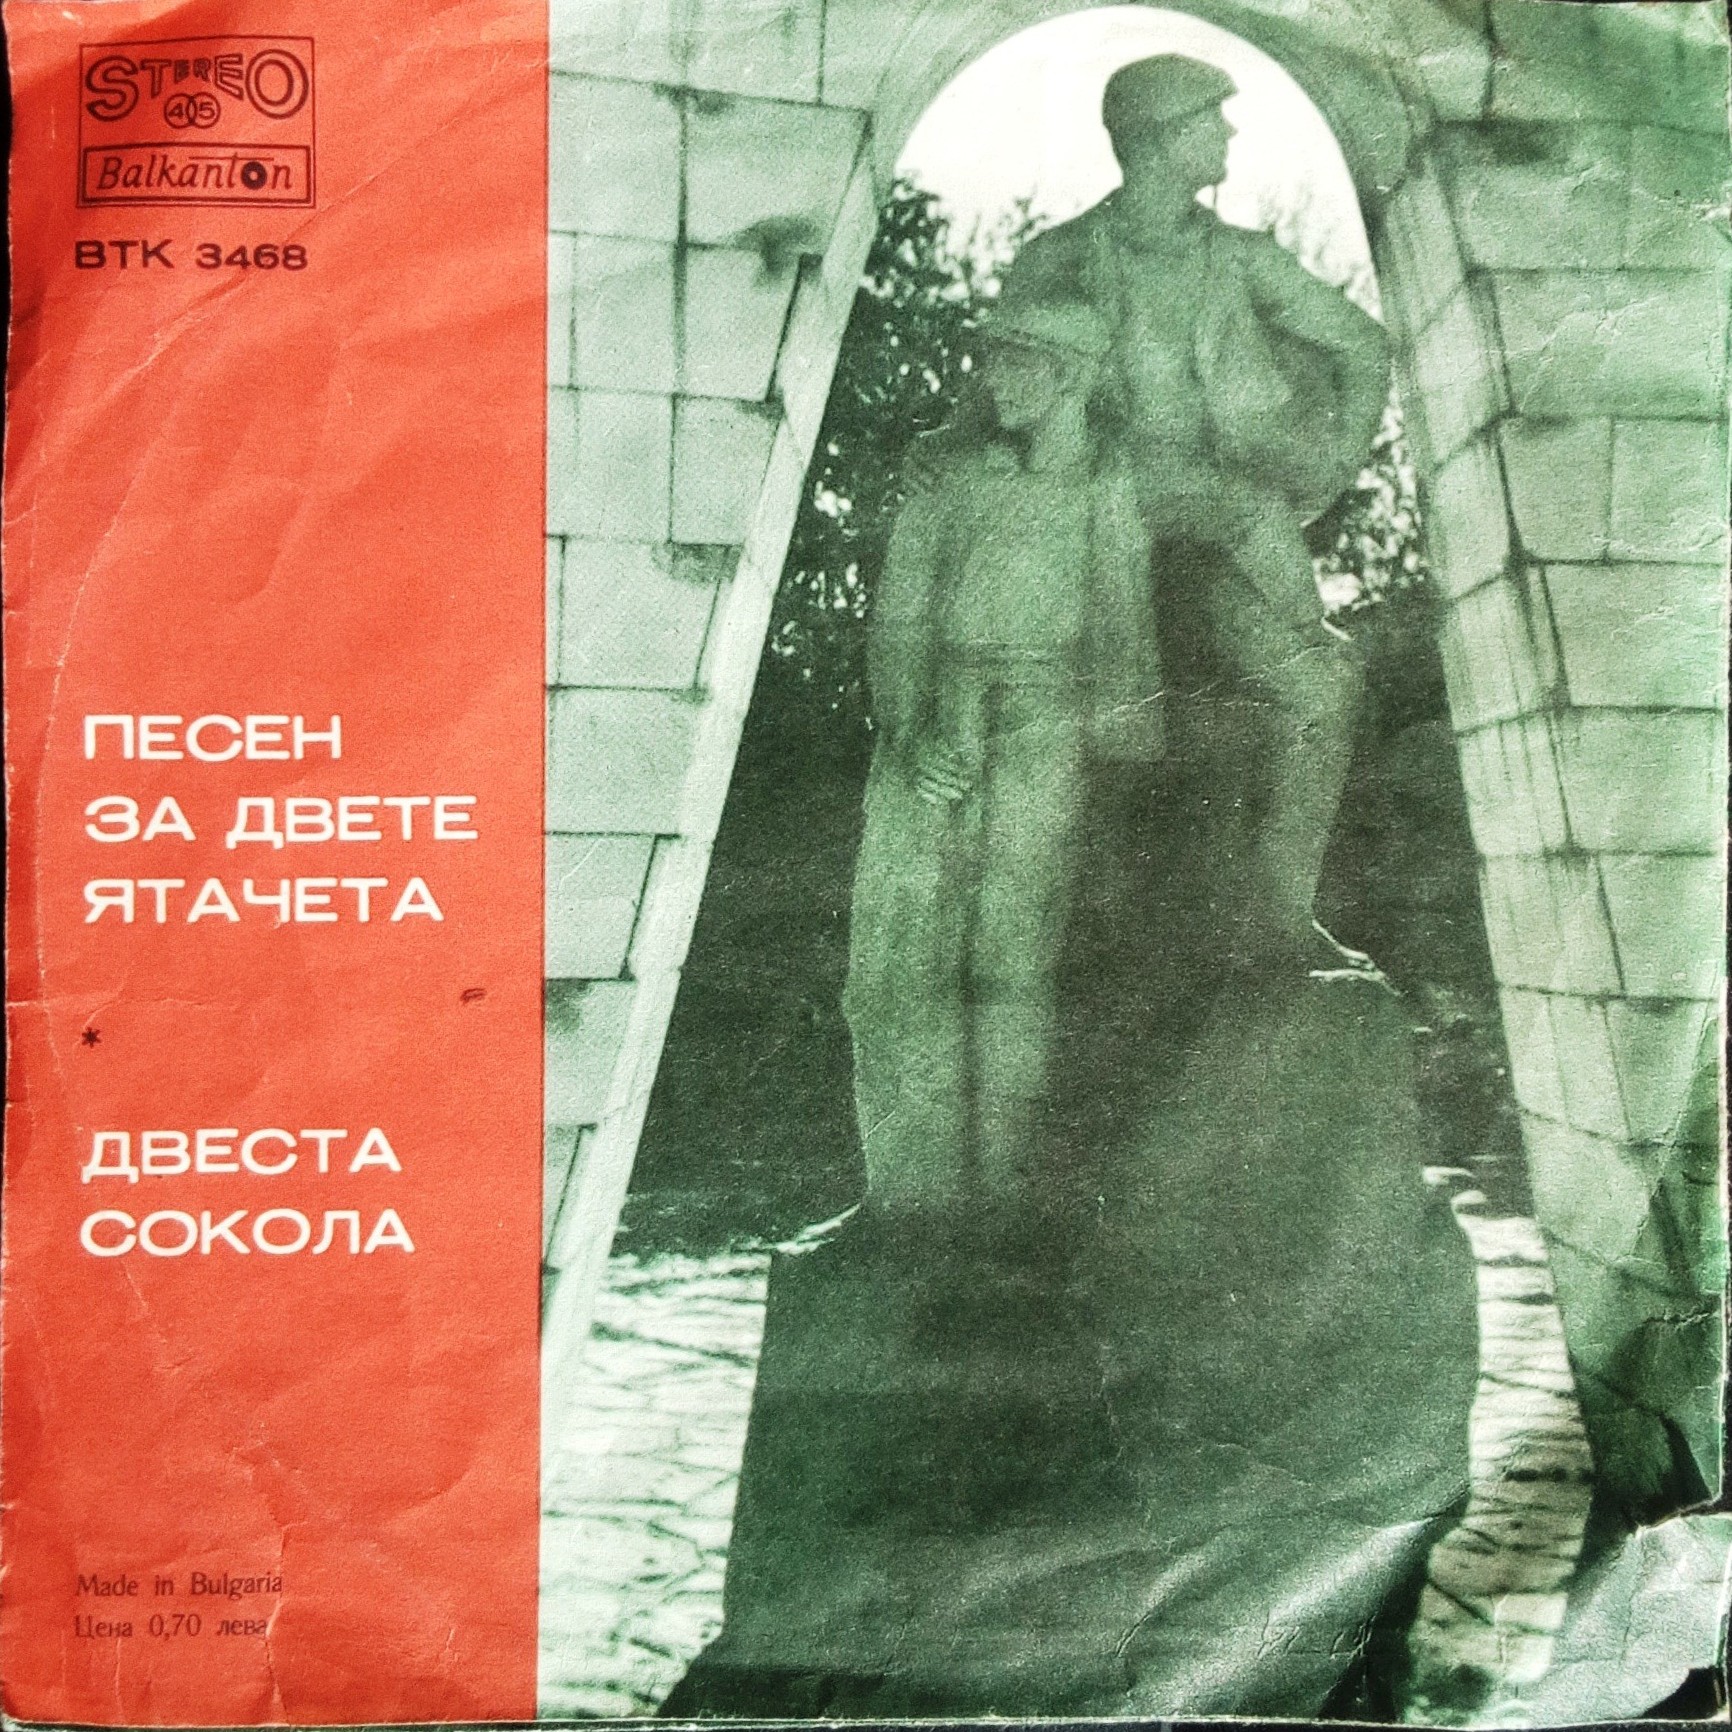 STEREO
45
Balkanton
ВТК 3468
ПЕСЕН
ЗА ДВЕТЕ
ЯТАЧЕТА
*
ДВЕСТА
СОКОЛА
Made in Bulgaria
Цена 0,70 лева